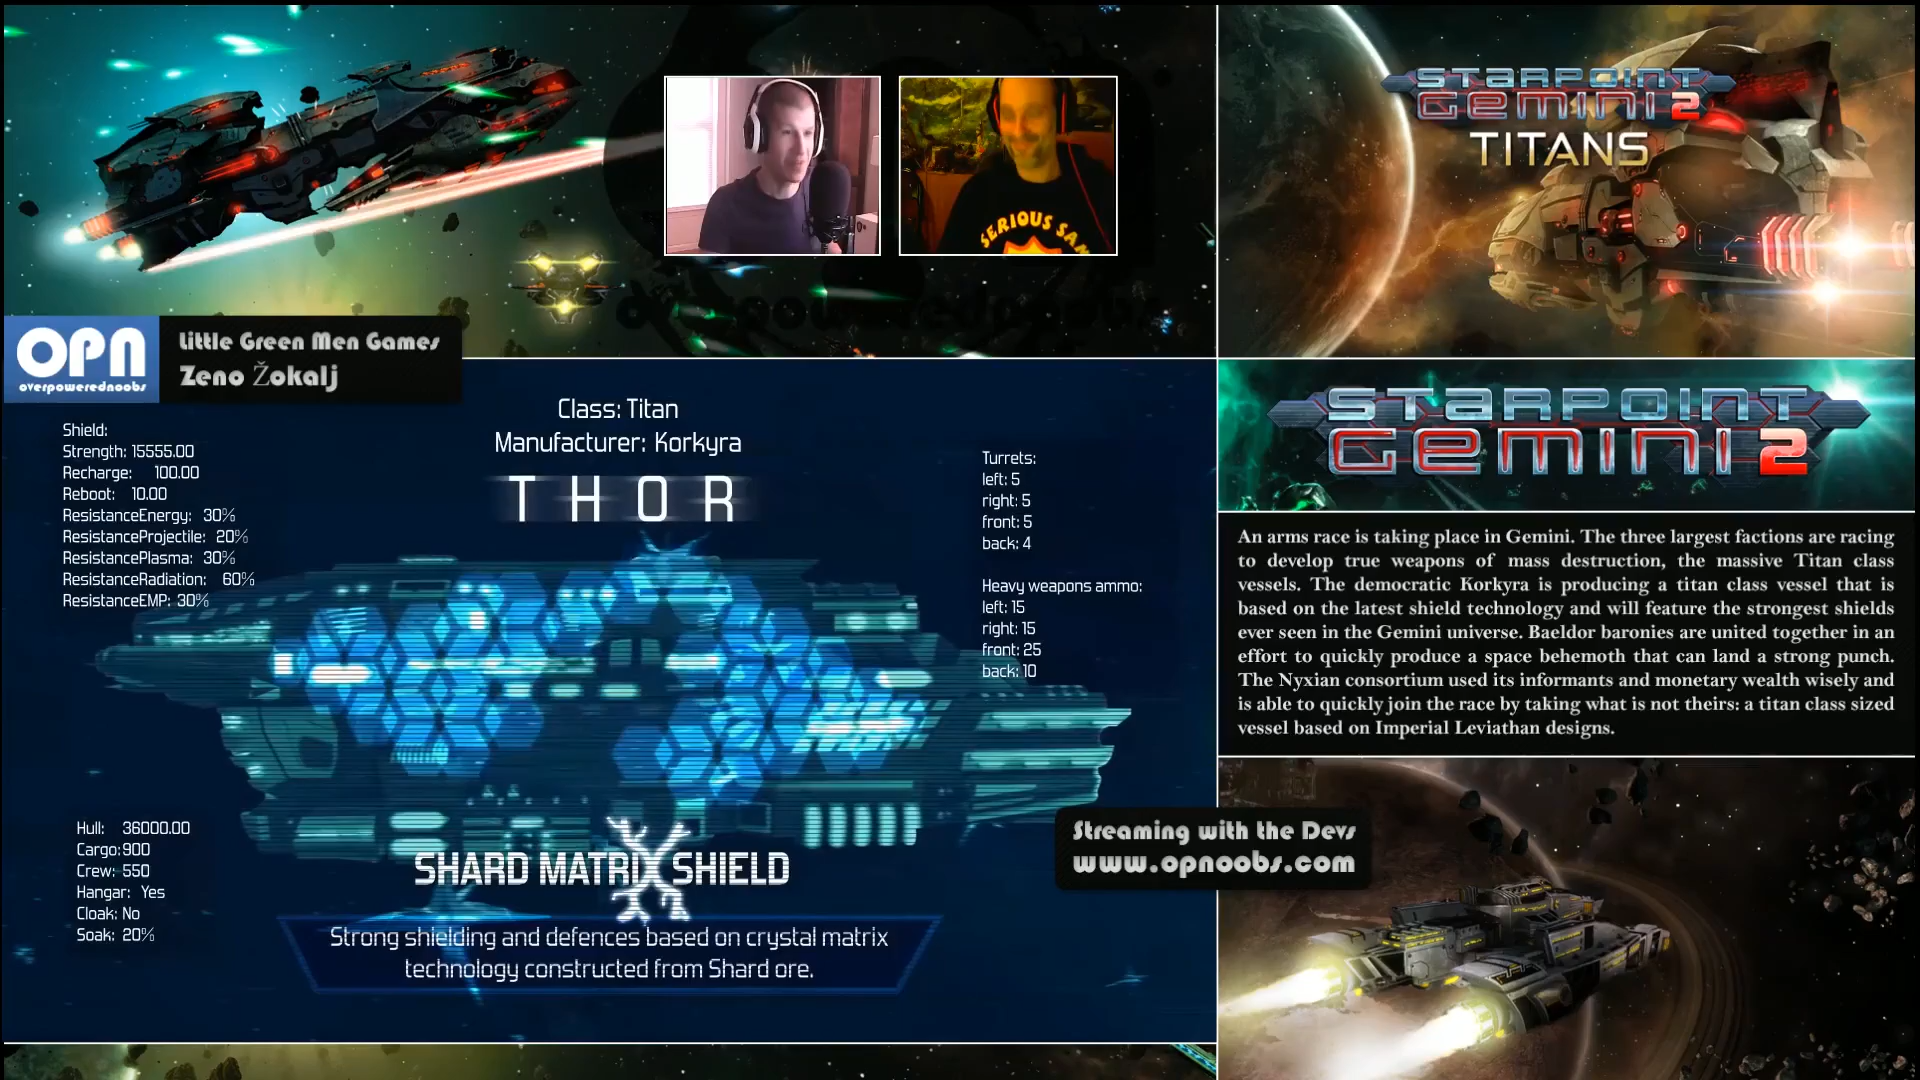 SERIOUS SAM
STARPOINT
GEMINI 2
TITANS
OPN
overpowerednoobs
Little Green Men Games
Zeno Žokalj
Class: Titan
Manufacturer: Korkyra
THOR
Shield:
Strength: 15555.00
Recharge: 100.00
Reboot: 10.00
ResistanceEnergy: 30%
ResistanceProjectile: 20%
ResistancePlasma: 30%
ResistanceRadiation: 60%
ResistanceEMP: 30%
Turrets:
left: 5
right: 5
front: 5
back: 4
Heavy weapons ammo:
left: 15
right: 15
front: 25
back: 10
Hull: 36000.00
Cargo: 900
Crew: 550
Hangar: Yes
Cloak: No
Soak: 20%
SHARD MATRIX SHIELD
Strong shielding and defences based on crystal matrix
technology constructed from Shard ore.
STARPOINT
GEMINI 2
An arms race is taking place in Gemini. The three largest factions are racing
to develop true weapons of mass destruction, the massive Titan class
vessels. The democratic Korkyra is producing a titan class vessel that is
based on the latest shield technology and will feature the strongest shields
ever seen in the Gemini universe. Baeldor baronies are united together in an
effort to quickly produce a space behemoth that can land a strong punch.
The Nyxian consortium used its informants and monetary wealth wisely and
is able to quickly join the race by taking what is not theirs: a titan class sized
vessel based on Imperial Leviathan designs.
Streaming with the Devs
www.opnoobs.com